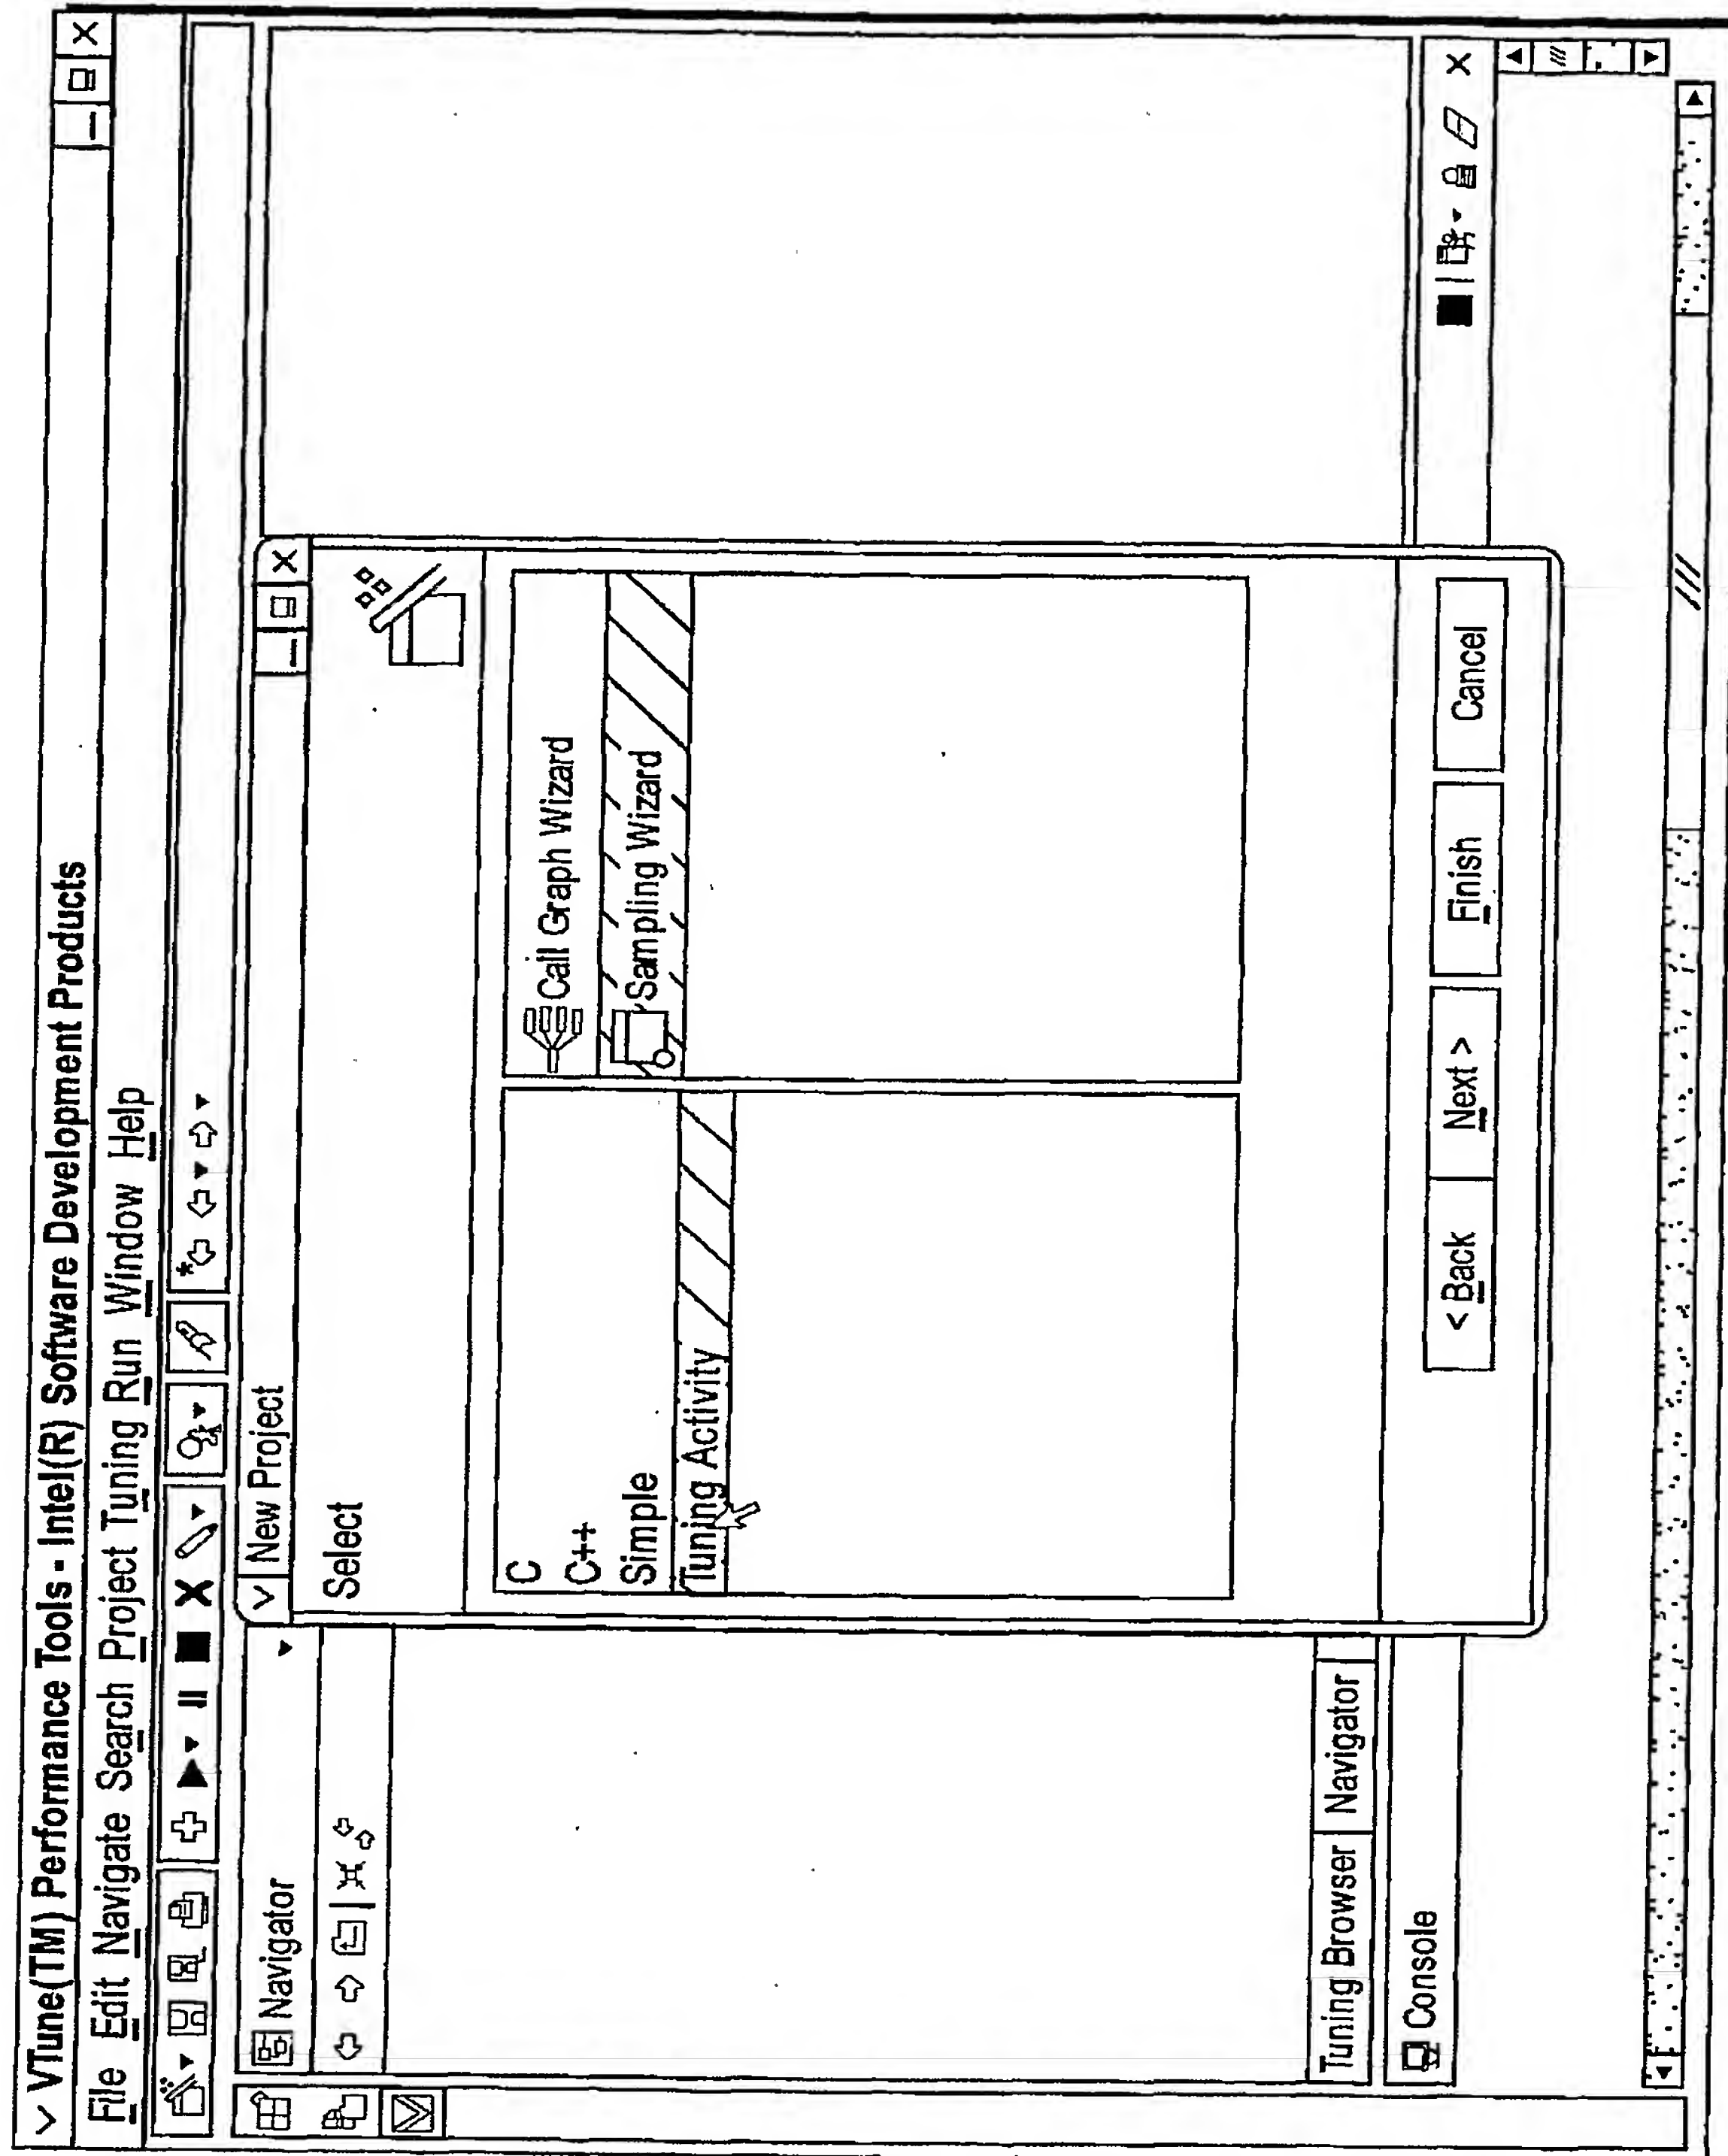 VTune(TM) Performance Tools - Intel(R) Software Development Products
File Edit Navigate Search Project Tuning Run Window Help
Navigator
New Project
Select
C
C++
Simple
Tuning Activity
Call Graph Wizard
Sampling Wizard
< Back Next > Finish Cancel
Tuning Browser Navigator
Console